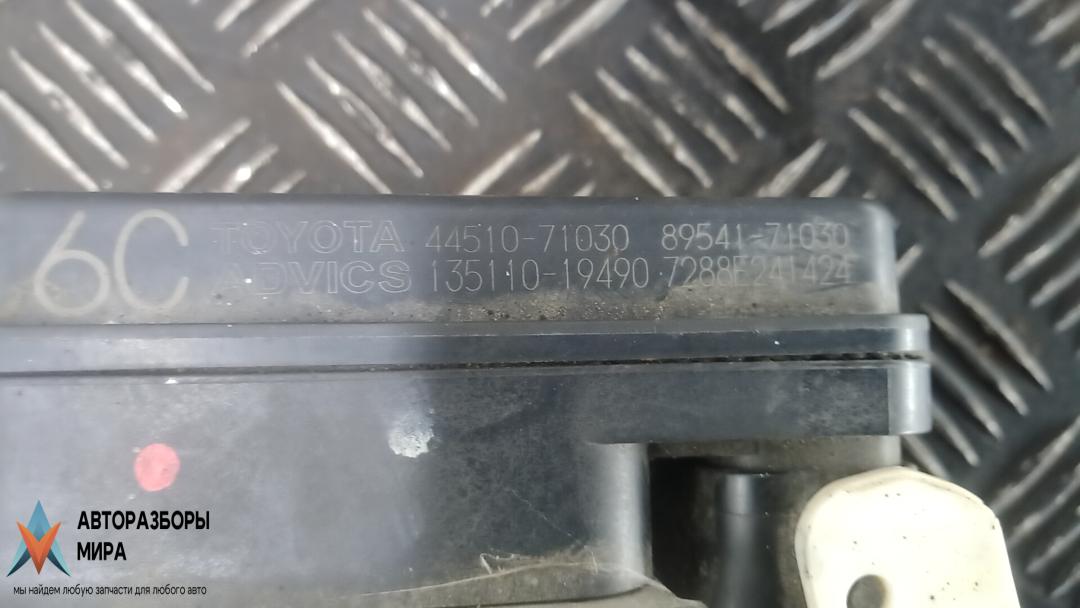 6C TOYOTA 44510-71030 89541-71030
ADVICS 135110-19490 7288E241424
АВТОРАЗБОРЫ
МИРА
мы найдем любую запчасти для любого авто